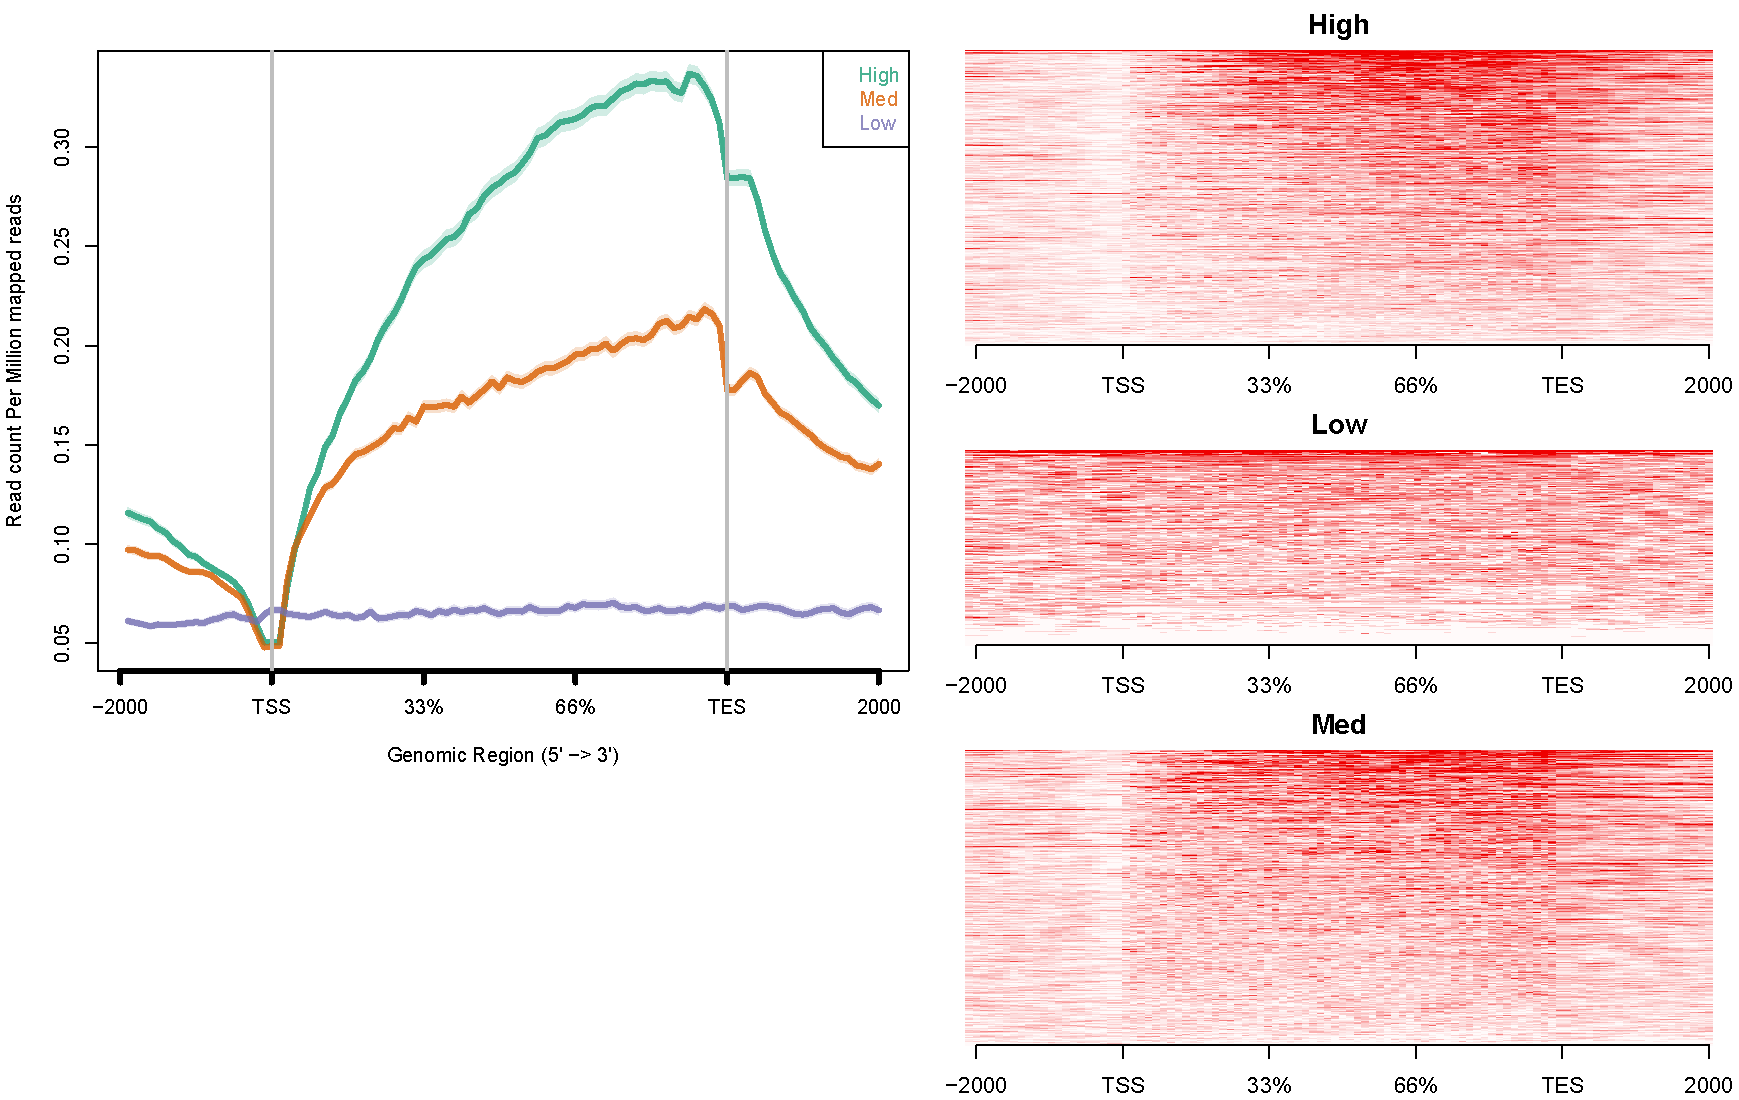 High
Med
Low
Read count Per Million mapped reads
0.30
0.25
0.20
0.15
0.10
0.05
−2000 TSS 33% 66% TES 2000
Genomic Region (5' −> 3')
High
−2000 TSS 33% 66% TES 2000
Low
−2000 TSS 33% 66% TES 2000
Med
−2000 TSS 33% 66% TES 2000